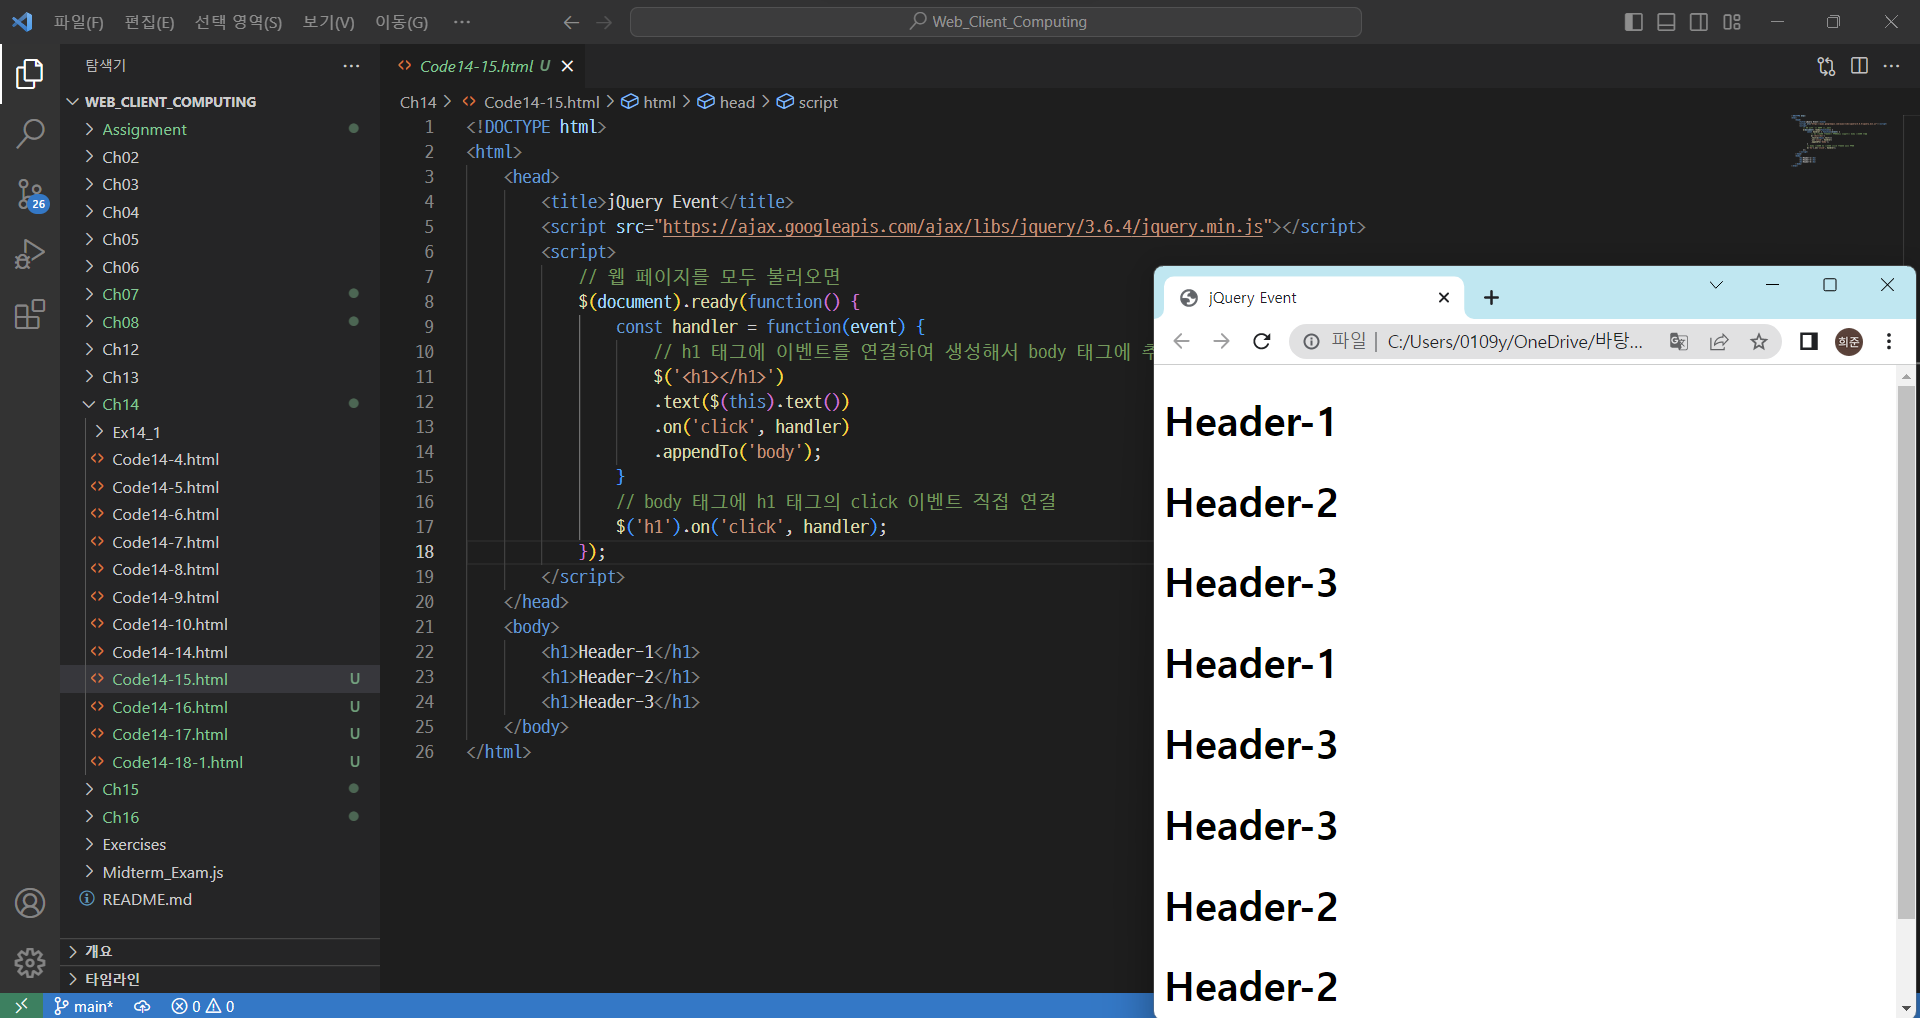 파일(F) 편집(E) 선택 영역(S) 보기(V) 이동(G) ··· Web_Client_Computing
탐색기
WEB_CLIENT_COMPUTING
Assignment
Ch02
Ch03
Ch04
Ch05
Ch06
Ch07
Ch08
Ch12
Ch13
Ch14
Ex14_1
Code14-4.html
Code14-5.html
Code14-6.html
Code14-7.html
Code14-8.html
Code14-9.html
Code14-10.html
Code14-14.html
Code14-15.html U
Code14-16.html U
Code14-17.html U
Code14-18-1.html U
Ch15
Ch16
Exercises
Midterm_Exam.js
README.md
개요
타임라인
26
Code14-15.html U
Ch14 > Code14-15.html > html > head > script
1 <!DOCTYPE html>
2 <html>
3 <head>
4 <title>jQuery Event</title>
5 <script src="https://ajax.googleapis.com/ajax/libs/jquery/3.6.4/jquery.min.js"></script>
6 <script>
7 // 웹 페이지를 모두 불러오면
8 $(document).ready(function() {
9 const handler = function(event) {
10 // h1 태그에 이벤트를 연결하여 생성해서 body 태그에 추
11 $('<h1></h1>')
12 .text($(this).text())
13 .on('click', handler)
14 .appendTo('body');
15 }
16 // body 태그에 h1 태그의 click 이벤트 직접 연결
17 $('h1').on('click', handler);
18 });
19 </script>
20 </head>
21 <body>
22 <h1>Header-1</h1>
23 <h1>Header-2</h1>
24 <h1>Header-3</h1>
25 </body>
26 </html>
jQuery Event
파일 | C:/Users/0109y/OneDrive/바탕... 희준
Header-1
Header-2
Header-3
Header-1
Header-3
Header-3
Header-2
Header-2
main* 0 0